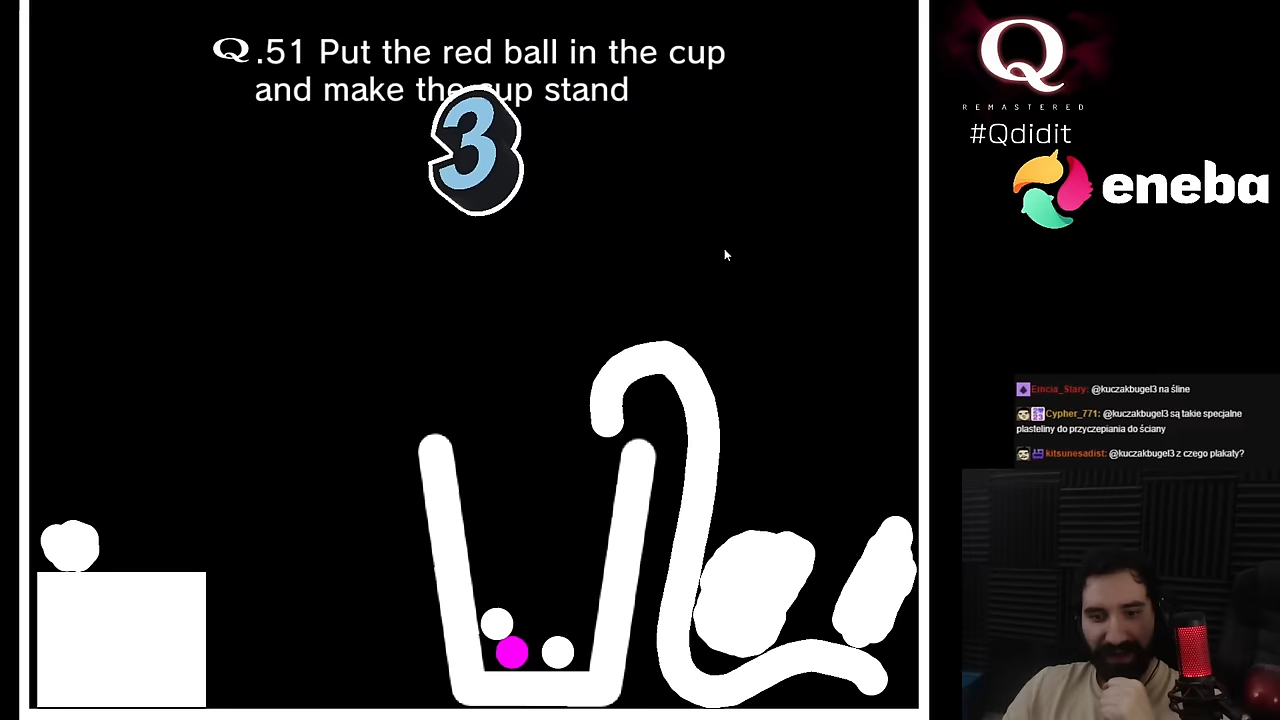 Q.51 Put the red ball in the cup
and make the cup stand
3
Q
REMASTERED
#Qdidit
eneba
Emcia_Stary: @kuczakbugel3 na śline
Cypher_771: @kuczakbugel3 są takie specjalne
plasteliny do przyczepiania do ściany
kitsunesadist: @kuczakbugel3 z czego plakaty?